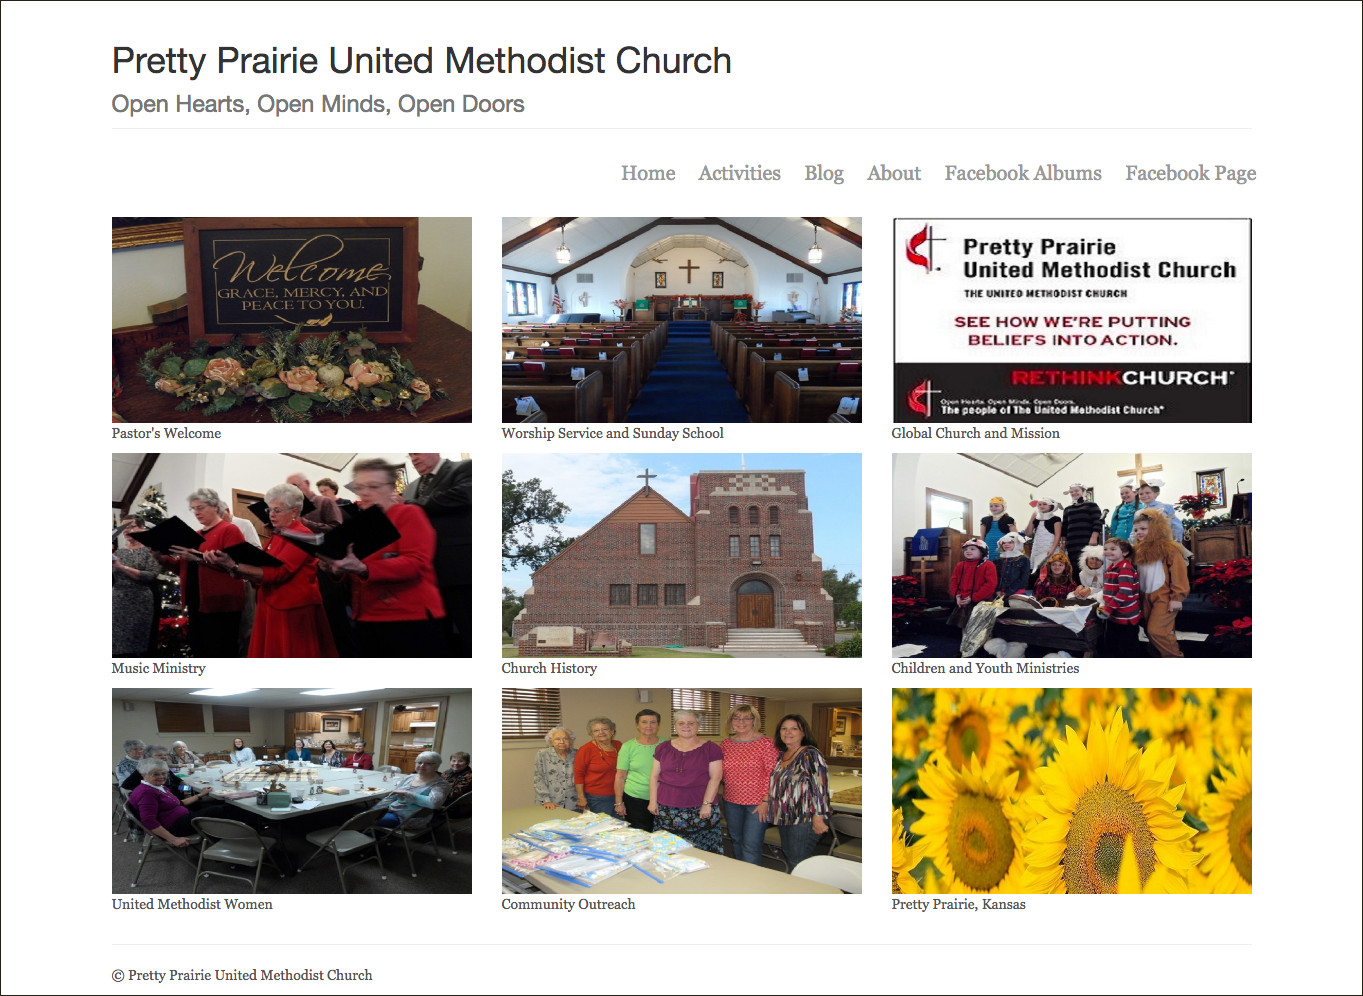 Pretty Prairie United Methodist Church
Open Hearts, Open Minds, Open Doors
Home Activities Blog About Facebook Albums Facebook Page
Welcome
GRACE, MERCY, AND
PEACE TO YOU.
Pastor's Welcome
Worship Service and Sunday School
Pretty Prairie
United Methodist Church
THE UNITED METHODIST CHURCH
SEE HOW WE'RE PUTTING
BELIEFS INTO ACTION.
RETHINKCHURCH
Open Hearts. Open Minds. Open Doors.
The people of The United Methodist Church
Global Church and Mission
Music Ministry
Church History
Children and Youth Ministries
United Methodist Women
Community Outreach
Pretty Prairie, Kansas
© Pretty Prairie United Methodist Church